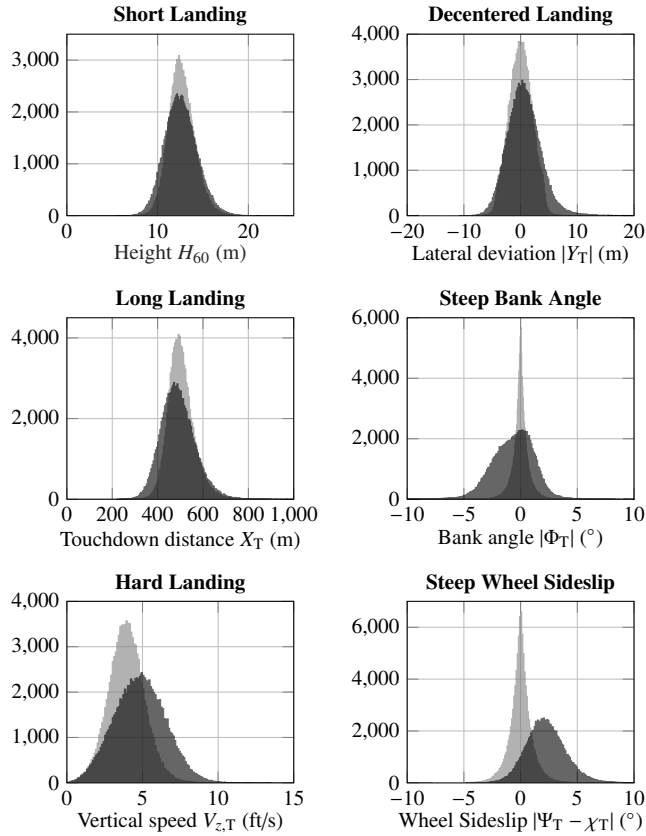 Short Landing
3,000
2,000
1,000
0
0 10 20
Height H60 (m)
Decentered Landing
4,000
3,000
2,000
1,000
0
−20 −10 0 10 20
Lateral deviation |YT| (m)
Long Landing
4,000
2,000
0
0 200 400 600 800 1,000
Touchdown distance XT (m)
Steep Bank Angle
6,000
4,000
2,000
0
−10 −5 0 5 10
Bank angle |ΦT| (°)
Hard Landing
4,000
3,000
2,000
1,000
0
0 5 10 15
Vertical speed Vz,T (ft/s)
Steep Wheel Sideslip
6,000
4,000
2,000
0
−10 −5 0 5 10
Wheel Sideslip |ΨT − χT| (°)